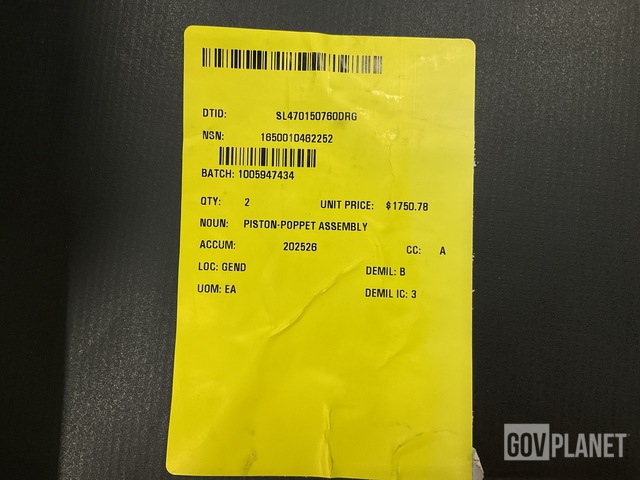 DTID: SL470150760DRG
NSN: 1650010462252
BATCH: 1005947434
QTY: 2 UNIT PRICE: $1750.78
NOUN: PISTON-POPPET ASSEMBLY
ACCUM: 202526 CC: A
LOC: GEND DEMIL: B
UOM: EA DEMIL IC: 3
GOVPLANET